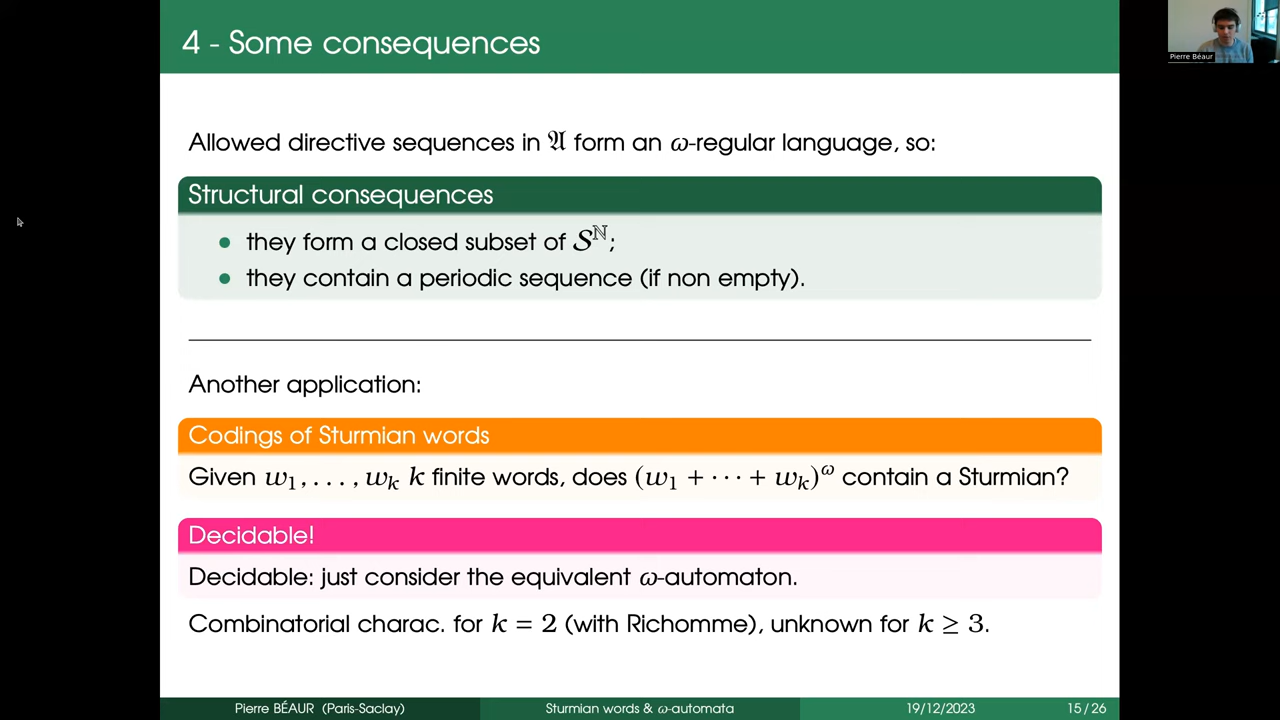 4 - Some consequences
Pierre Béaur
Allowed directive sequences in 𝔄 form an ω-regular language, so:
Structural consequences
• they form a closed subset of 𝒮^ℕ;
• they contain a periodic sequence (if non empty).
Another application:
Codings of Sturmian words
Given w₁, . . . , wₖ k finite words, does (w₁ + · · · + wₖ)^ω contain a Sturmian?
Decidable!
Decidable: just consider the equivalent ω-automaton.
Combinatorial charac. for k = 2 (with Richomme), unknown for k ≥ 3.
Pierre BÉAUR (Paris-Saclay) Sturmian words & ω-automata 19/12/2023 15 / 26